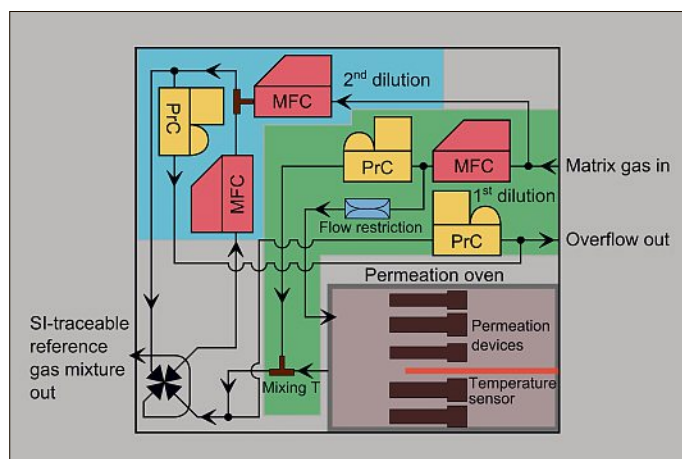 2nd dilution
MFC
PrC
MFC
PrC
MFC
Matrix gas in
1st dilution
Flow restriction
PrC
Overflow out
Permeation oven
SI-traceable
reference
gas mixture
out
Permeation
devices
Mixing T
Temperature
sensor